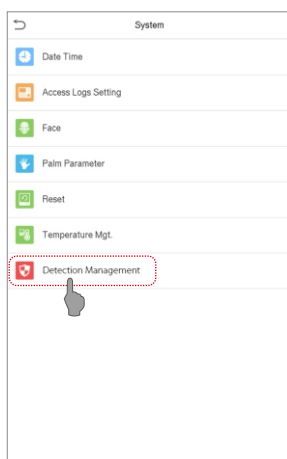 System
Date Time
Access Logs Setting
Face
Palm Parameter
Reset
Temperature Mgt.
Detection Management